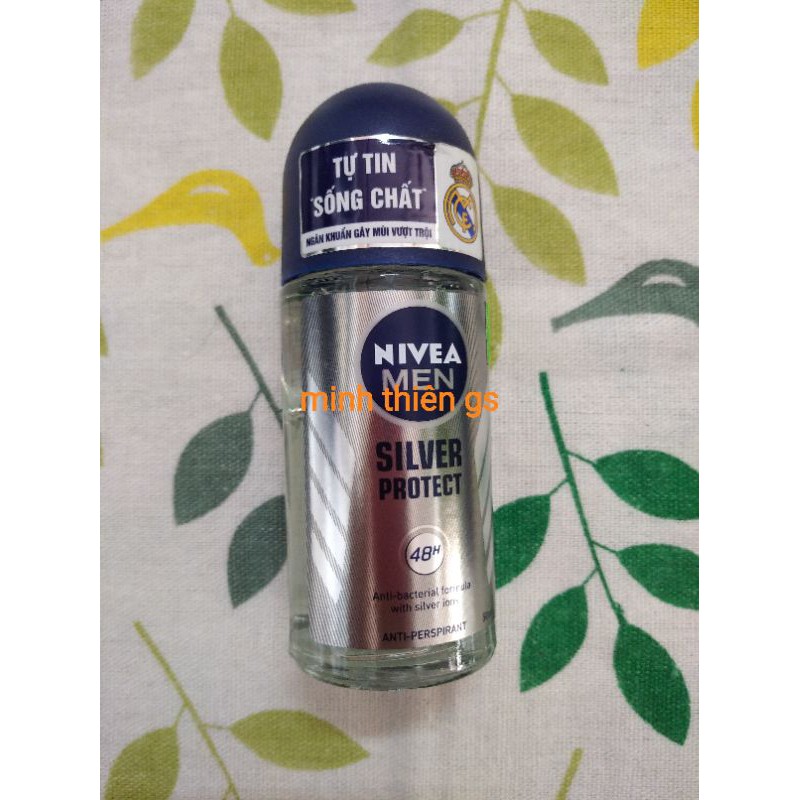 TỰ TIN
"SỐNG CHẤT"
NGĂN KHUẨN GÂY MÙI VƯỢT TRỘI
NIVEA
MEN
minh thiên gs
SILVER
PROTECT
48H
Anti-bacterial formula
with silver ions
ANTI-PERSPIRANT